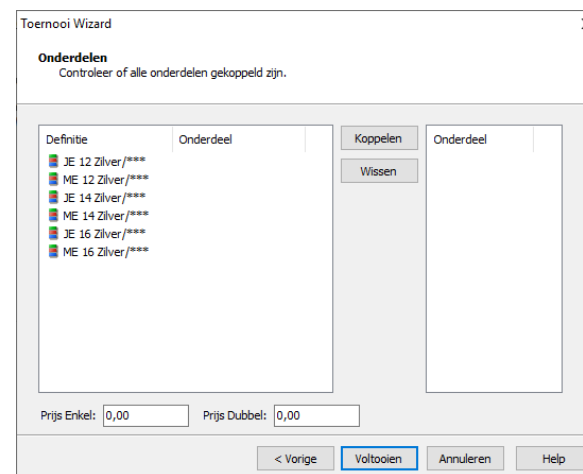 Toernooi Wizard
Onderdelen
Controleer of alle onderdelen gekoppeld zijn.
Definitie Onderdeel Koppelen Onderdeel
JE 12 Zilver/***
Wissen
ME 12 Zilver/***
JE 14 Zilver/***
ME 14 Zilver/***
JE 16 Zilver/***
ME 16 Zilver/***
Prijs Enkel: 0,00 Prijs Dubbel: 0,00
< Vorige Voltooien Annuleren Help